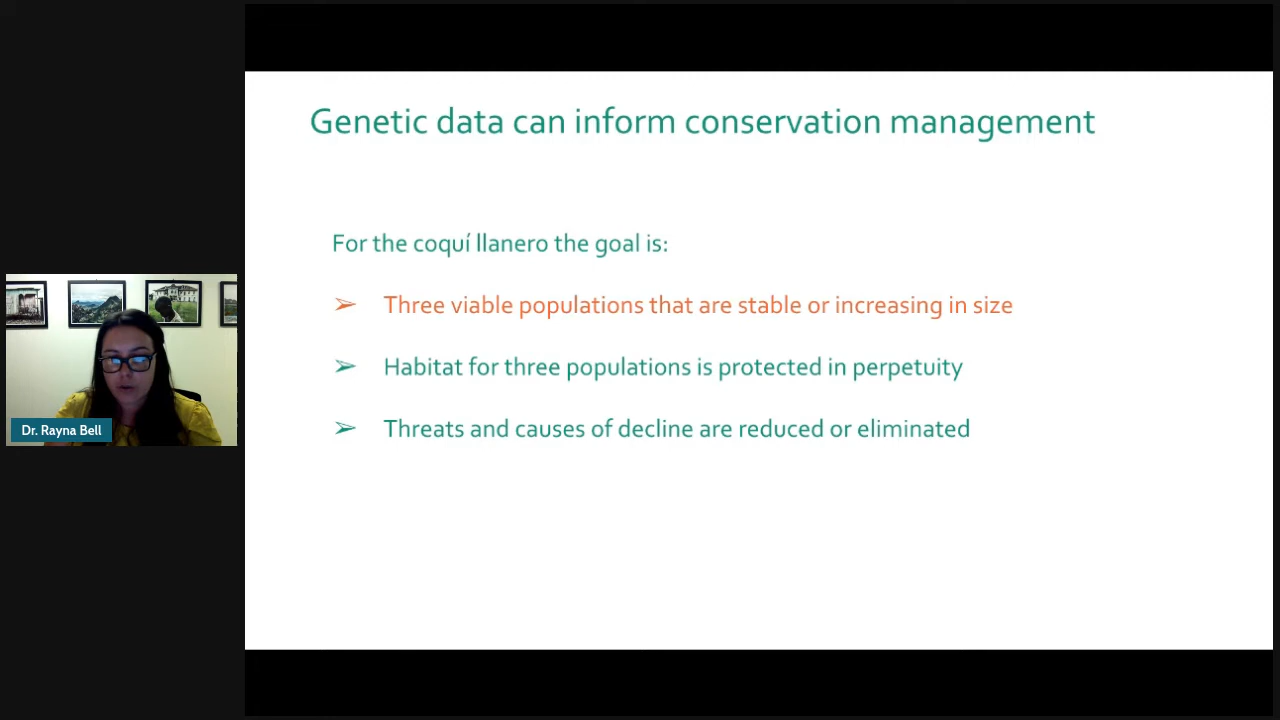 Genetic data can inform conservation management
For the coquí llanero the goal is:
➢ Three viable populations that are stable or increasing in size
➢ Habitat for three populations is protected in perpetuity
➢ Threats and causes of decline are reduced or eliminated
Dr. Rayna Bell